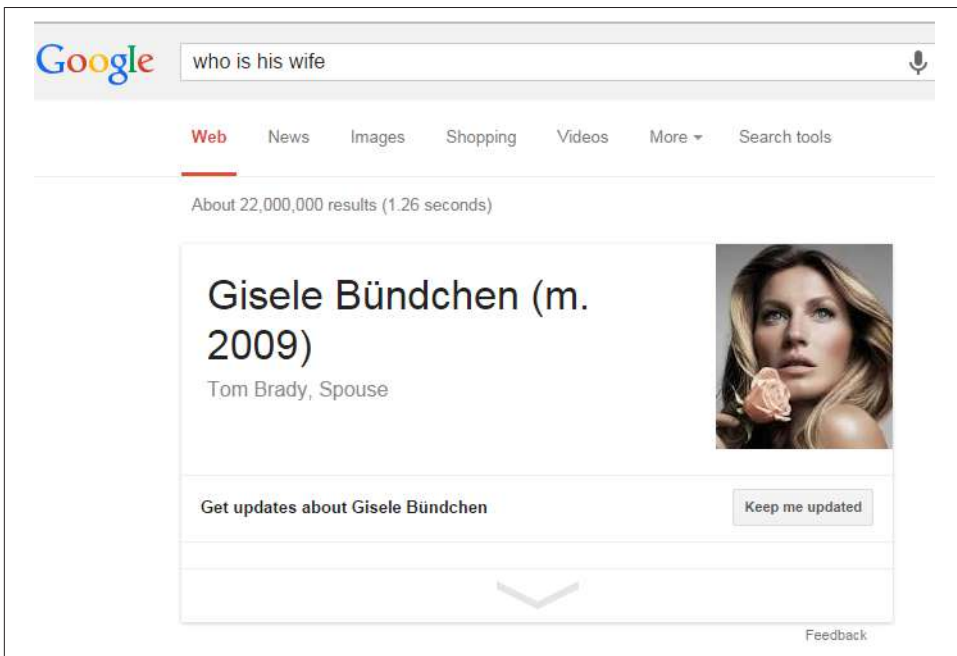 Google
who is his wife
Web News Images Shopping Videos More Search tools
About 22,000,000 results (1.26 seconds)
Gisele Bündchen (m.
2009)
Tom Brady, Spouse
Get updates about Gisele Bündchen
Keep me updated
Feedback